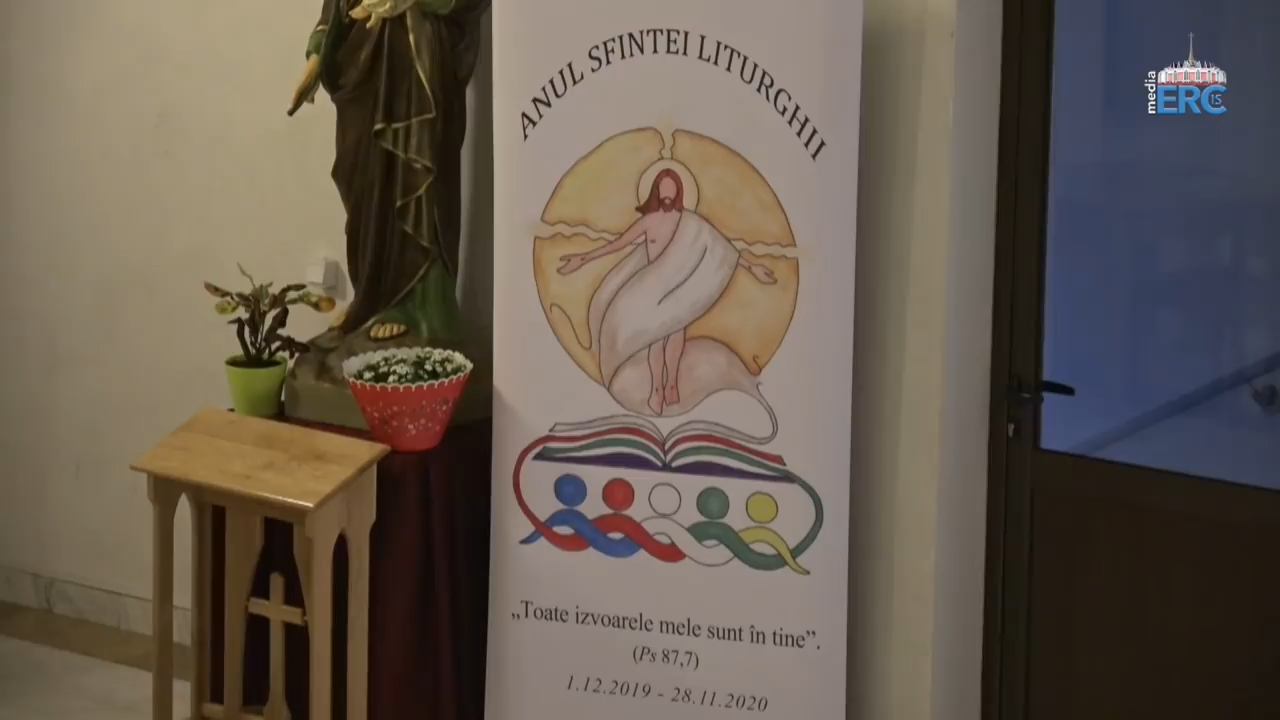 ANUL SFINTEI LITURGHII
„Toate izvoarele mele sunt în tine”.
(Ps 87,7)
1.12.2019 - 28.11.2020
media
ERC
IS